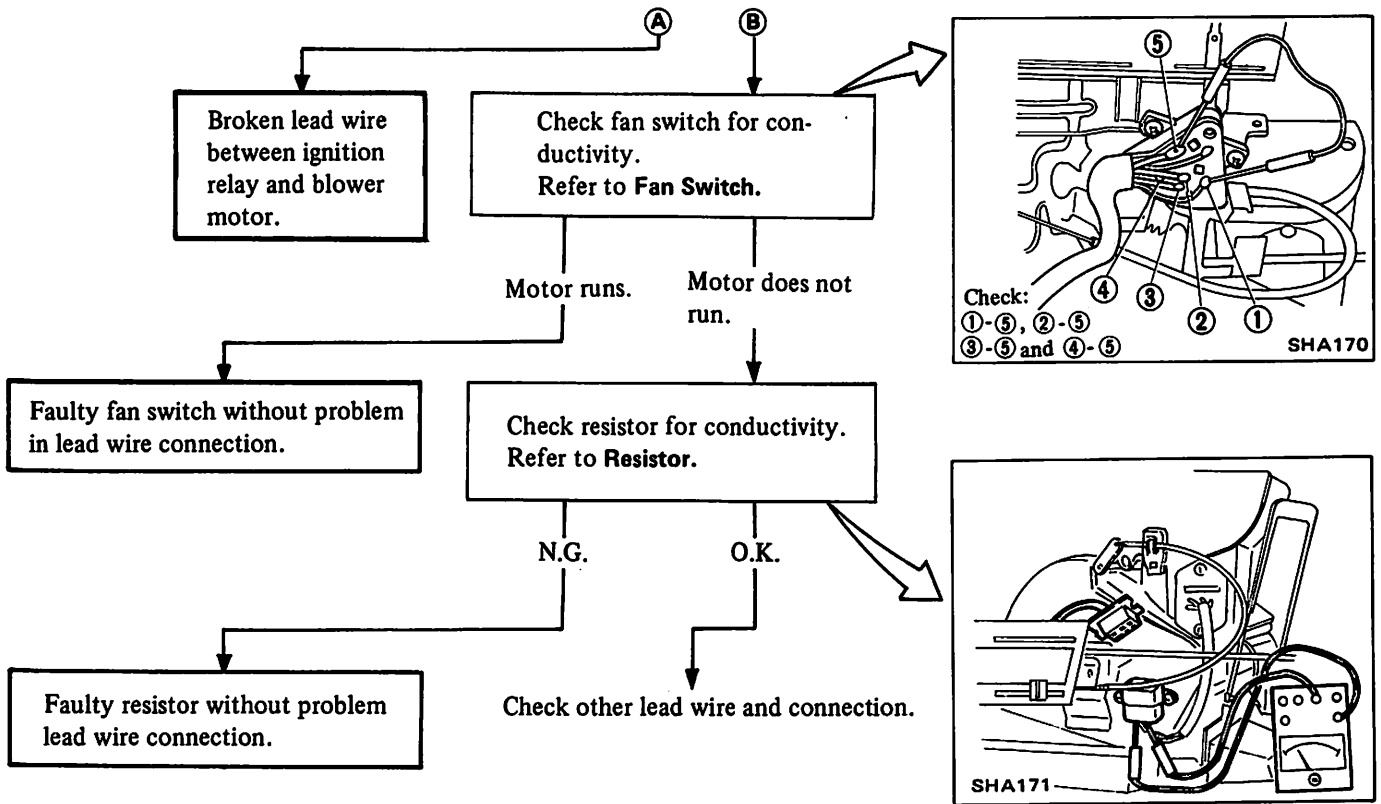 A B
Broken lead wire
between ignition
relay and blower
motor.
Check fan switch for con-
ductivity.
Refer to Fan Switch.
5
4
3
2
1
Check:
1-5, 2-5
3-5 and 4-5
SHA170
Motor runs.
Motor does not
run.
Faulty fan switch without problem
in lead wire connection.
Check resistor for conductivity.
Refer to Resistor.
N.G.
O.K.
Faulty resistor without problem
lead wire connection.
Check other lead wire and connection.
SHA171